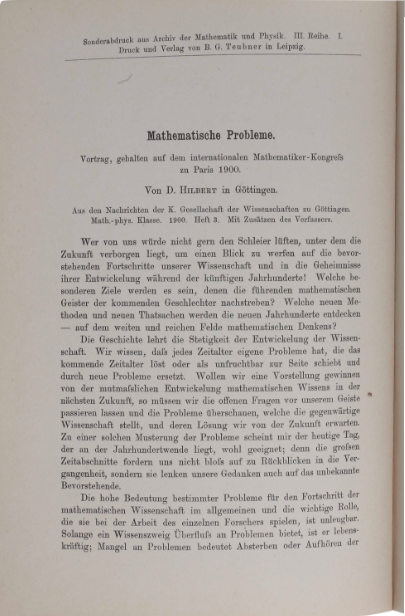 Sonderabdruck aus Archiv der Mathematik und Physik. III. Reihe. I.
Druck und Verlag von B. G. Teubner in Leipzig.
Mathematische Probleme.
Vortrag, gehalten auf dem internationalen Mathematiker-Kongreß
zu Paris 1900.
Von D. Hilbert in Göttingen.
Aus den Nachrichten der K. Gesellschaft der Wissenschaften zu Göttingen.
Math.-phys. Klasse. 1900. Heft 3. Mit Zusätzen des Verfassers.
Wer von uns würde nicht gern den Schleier lüften, unter dem die
Zukunft verborgen liegt, um einen Blick zu werfen auf die bevor-
stehenden Fortschritte unserer Wissenschaft und in die Geheimnisse
ihrer Entwickelung während der künftigen Jahrhunderte! Welche be-
sonderen Ziele werden es sein, denen die führenden mathematischen
Geister der kommenden Geschlechter nachstreben? Welche neuen Me-
thoden und neuen Thatsachen werden die neuen Jahrhunderte entdecken
— auf dem weiten und reichen Felde mathematischen Denkens?
Die Geschichte lehrt die Stetigkeit der Entwickelung der Wissen-
schaft. Wir wissen, daſs jedes Zeitalter eigene Probleme hat, die das
kommende Zeitalter löst oder als unfruchtbar zur Seite schiebt und
durch neue Probleme ersetzt. Wollen wir eine Vorstellung gewinnen
von der mutmaſslichen Entwickelung mathematischen Wissens in der
nächsten Zukunft, so müssen wir die offenen Fragen vor unserem Geiste
passieren lassen und die Probleme überschauen, welche die gegenwärtige
Wissenschaft stellt, und deren Lösung wir von der Zukunft erwarten.
Zu einer solchen Musterung der Probleme scheint mir der heutige Tag,
der an der Jahrhundertwende liegt, wohl geeignet; denn die groſsen
Zeitabschnitte fordern uns nicht bloſs auf zu Rückblicken in die Ver-
gangenheit, sondern sie lenken unsere Gedanken auch auf das unbekannte
Bevorstehende.
Die hohe Bedeutung bestimmter Probleme für den Fortschritt der
mathematischen Wissenschaft im allgemeinen und die wichtige Rolle,
die sie bei der Arbeit des einzelnen Forschers spielen, ist unleugbar.
Solange ein Wissenszweig Überfluſs an Problemen bietet, ist er lebens-
kräftig; Mangel an Problemen bedeutet Absterben oder Aufhören der